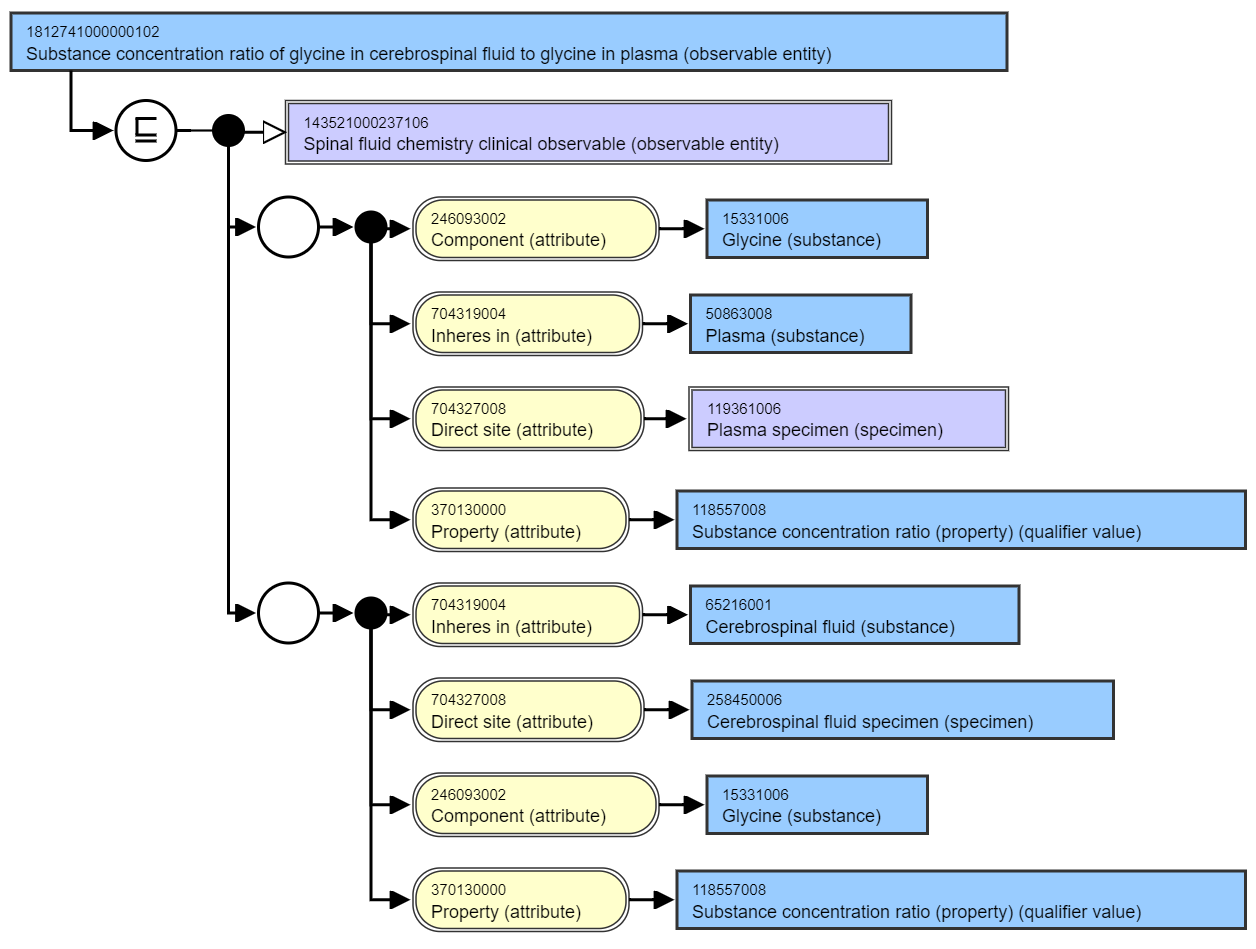 1812741000000102
Substance concentration ratio of glycine in cerebrospinal fluid to glycine in plasma (observable entity)
⊑
143521000237106
Spinal fluid chemistry clinical observable (observable entity)
246093002
Component (attribute)
15331006
Glycine (substance)
704319004
Inheres in (attribute)
50863008
Plasma (substance)
704327008
Direct site (attribute)
119361006
Plasma specimen (specimen)
370130000
Property (attribute)
118557008
Substance concentration ratio (property) (qualifier value)
704319004
Inheres in (attribute)
65216001
Cerebrospinal fluid (substance)
704327008
Direct site (attribute)
258450006
Cerebrospinal fluid specimen (specimen)
246093002
Component (attribute)
15331006
Glycine (substance)
370130000
Property (attribute)
118557008
Substance concentration ratio (property) (qualifier value)